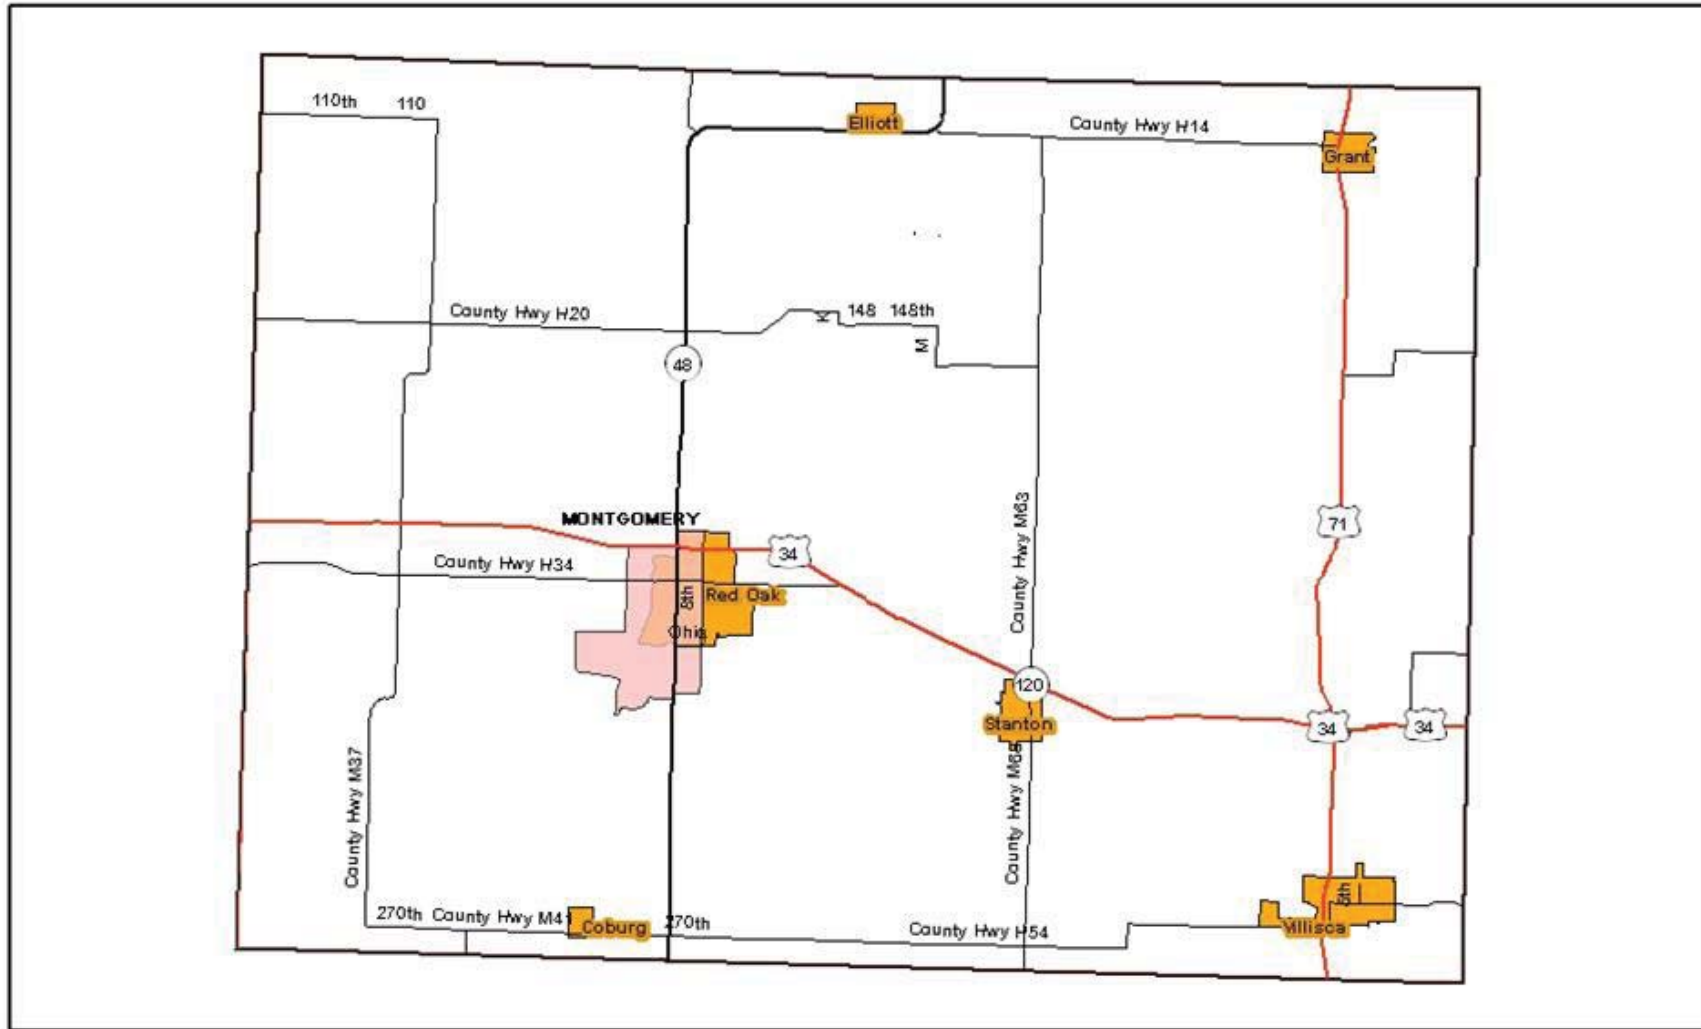 110th 110
Elliott
County Hwy H14
Grant
County Hwy H20
K
148 148th
M
48
County Hwy M63
MONTGOMERY
71
34
County Hwy H34
8th
Red Oak
Ohio
120
Stanton
34
34
County Hwy M37
County Hwy M63
8th
270th County Hwy M41
Coburg
270th
County Hwy H54
Villisca